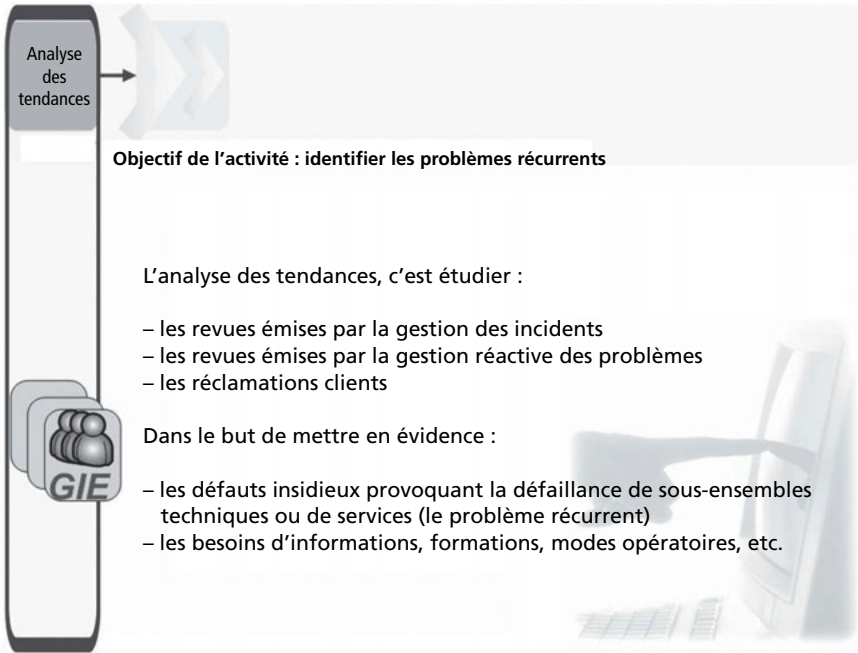 Analyse
des
tendances
Objectif de l’activité : identifier les problèmes récurrents
L’analyse des tendances, c’est étudier :
– les revues émises par la gestion des incidents
– les revues émises par la gestion réactive des problèmes
– les réclamations clients
Dans le but de mettre en évidence :
– les défauts insidieux provoquant la défaillance de sous-ensembles
techniques ou de services (le problème récurrent)
– les besoins d’informations, formations, modes opératoires, etc.
GIE